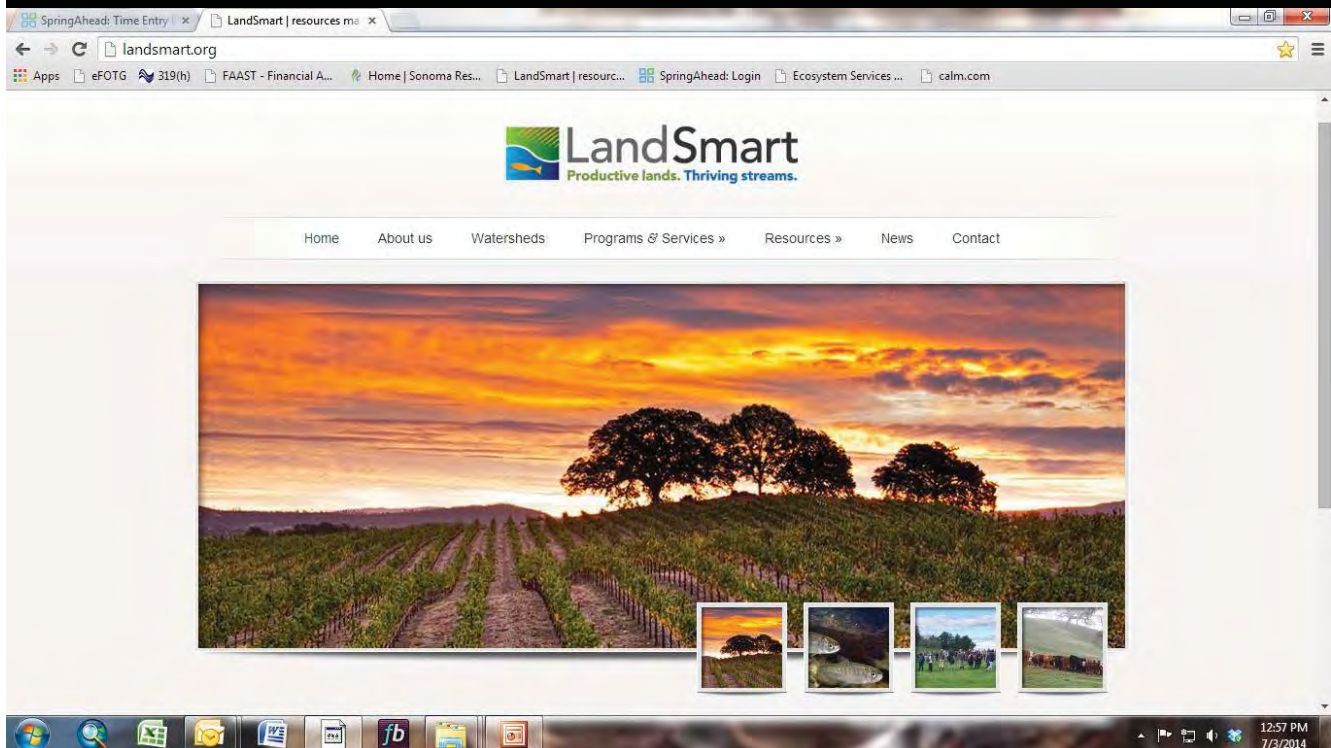 SpringAhead: Time Entry
LandSmart | resources ma
landsmart.org
Apps eFOTG 319(h) FAAST - Financial A... Home | Sonoma Res... LandSmart | resourc... SpringAhead: Login Ecosystem Services ... calm.com
LandSmart
Productive lands. Thriving streams.
Home About us Watersheds Programs & Services » Resources » News Contact
fb
12:57 PM
7/3/2014